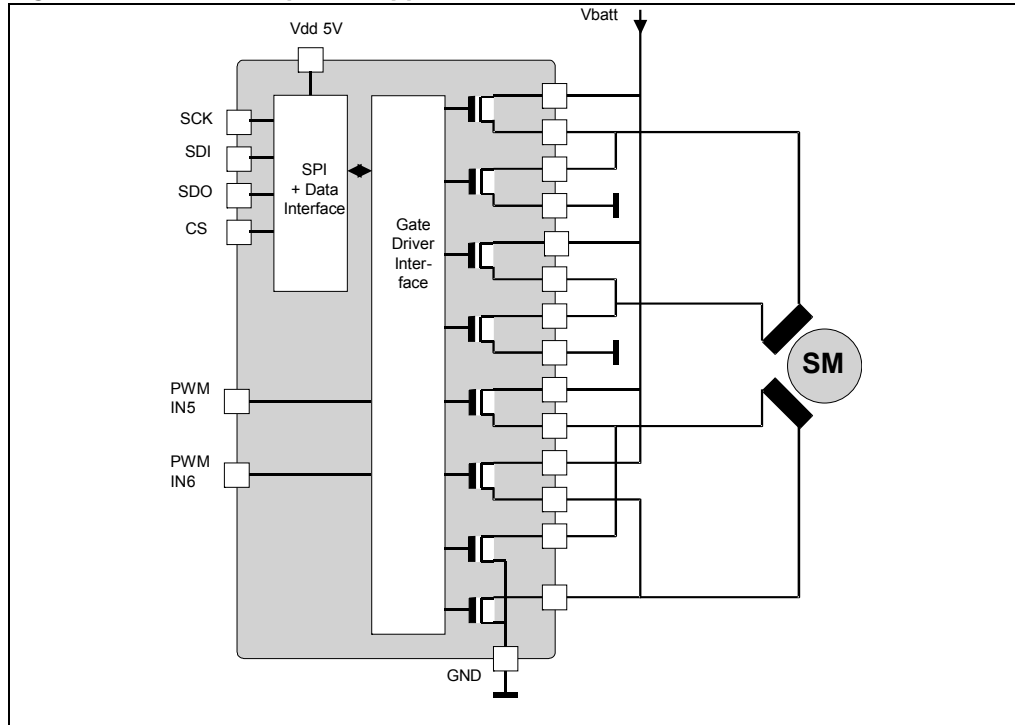 Vbatt
Vdd 5V
SCK
SDI
SDO
CS
SPI
+ Data
Interface
Gate
Driver
Inter-
face
SM
PWM
IN5
PWM
IN6
GND